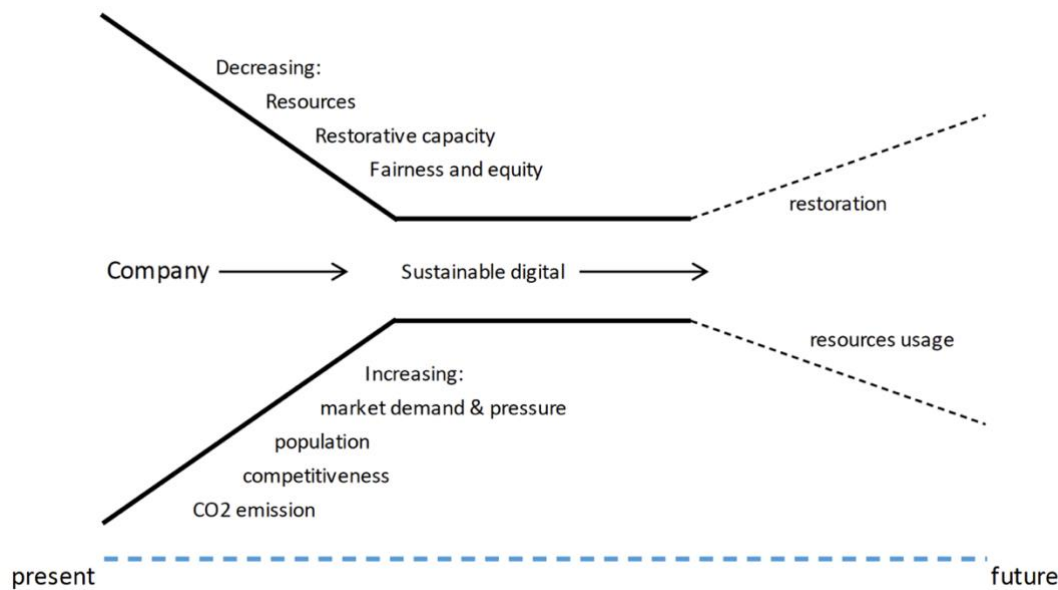 Decreasing:
Resources
Restorative capacity
Fairness and equity
restoration
Company
Sustainable digital
resources usage
Increasing:
market demand & pressure
population
competitiveness
CO2 emission
present
future